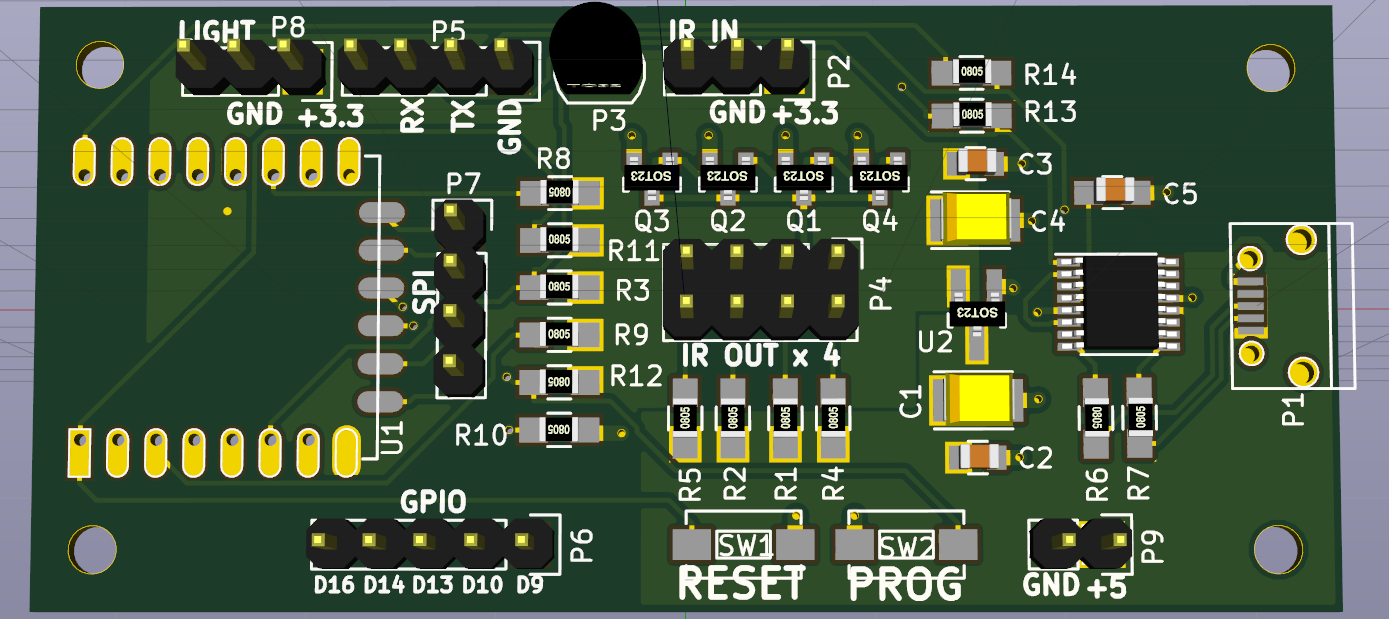 LIGHT P8 P5 IR IN
GND +3.3 RX TX GND P3 GND +3.3 P2
0805 R14
0805 R13
R8 P7 0805
SOT23 SOT23 SOT23 SOT23
Q3 Q2 Q1 Q4
C3
C5
C4
0805 R11
SPI 0805 R3
P4
0805 R9
SOT23 U2
IR OUT x 4
0805 R12
C1
U1 R10 0805
0805 0805 0805 0805
0805 0805
P1
C2
R5 R2 R1 R4
R6 R7
GPIO
P6
SW1 SW2
P9
D16 D14 D13 D10 D9
RESET PROG
GND +5